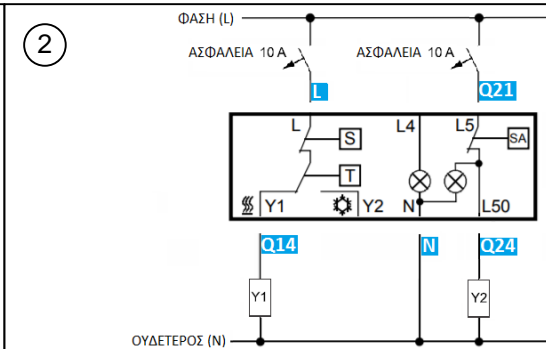 2
ΦΑΣΗ (L)
ΑΣΦΑΛΕΙΑ 10 A
ΑΣΦΑΛΕΙΑ 10 A
L
Q21
L
S
L4
L5
SA
T
Y1
Y2
N
L50
Q14
N
Q24
Y1
Y2
ΟΥΔΕΤΕΡΟΣ (N)